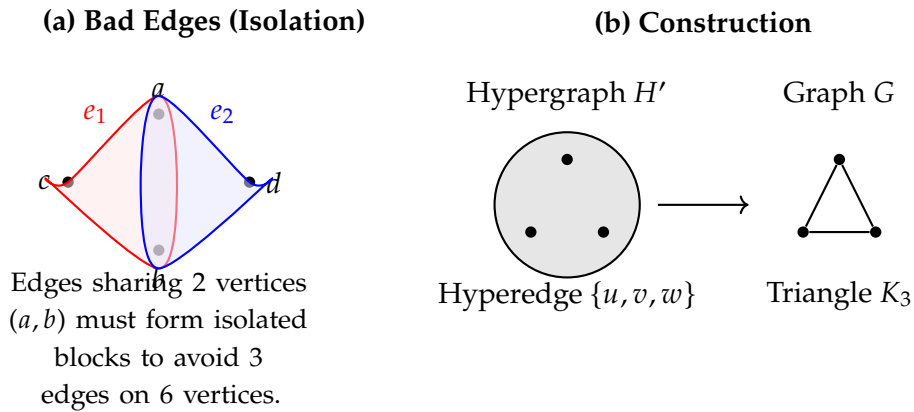 (a) Bad Edges (Isolation)
a
e₁
e₂
c
d
b
Edges sharing 2 vertices
(a, b) must form isolated
blocks to avoid 3
edges on 6 vertices.
(b) Construction
Hypergraph H′
Graph G
Hyperedge {u, v, w}
Triangle K₃